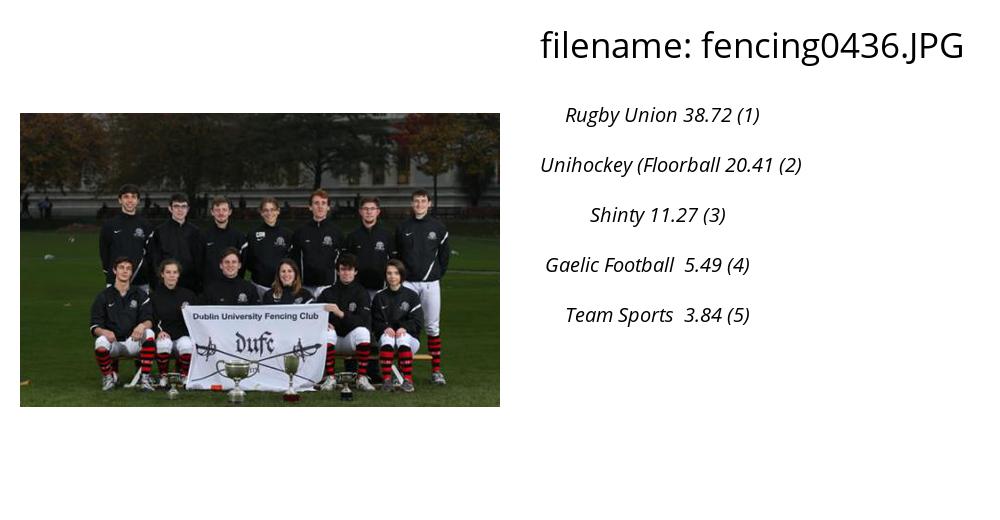 filename: fencing0436.JPG
Rugby Union 38.72 (1)
Unihockey (Floorball 20.41 (2)
Shinty 11.27 (3)
Gaelic Football 5.49 (4)
Team Sports 3.84 (5)
Dublin University Fencing Club
dufc